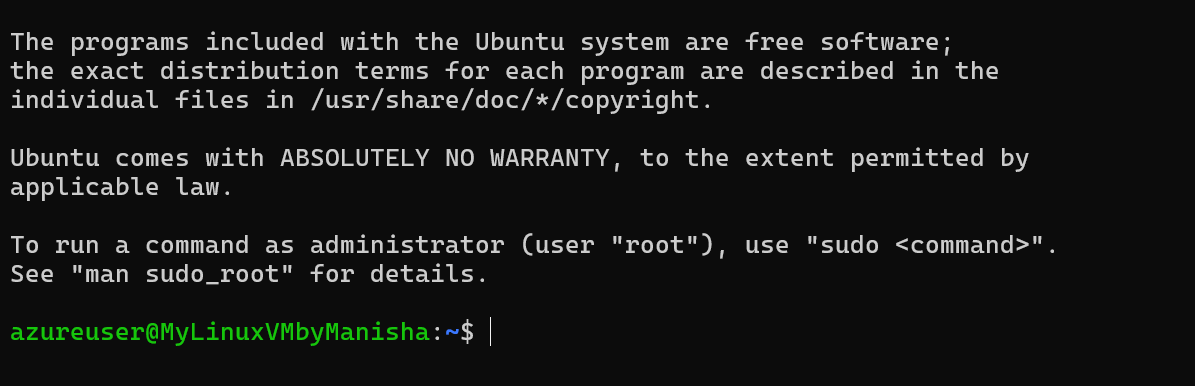 The programs included with the Ubuntu system are free software;
the exact distribution terms for each program are described in the
individual files in /usr/share/doc/*/copyright.
Ubuntu comes with ABSOLUTELY NO WARRANTY, to the extent permitted by
applicable law.
To run a command as administrator (user "root"), use "sudo <command>".
See "man sudo_root" for details.
azureuser@MyLinuxVMbyManisha:~$